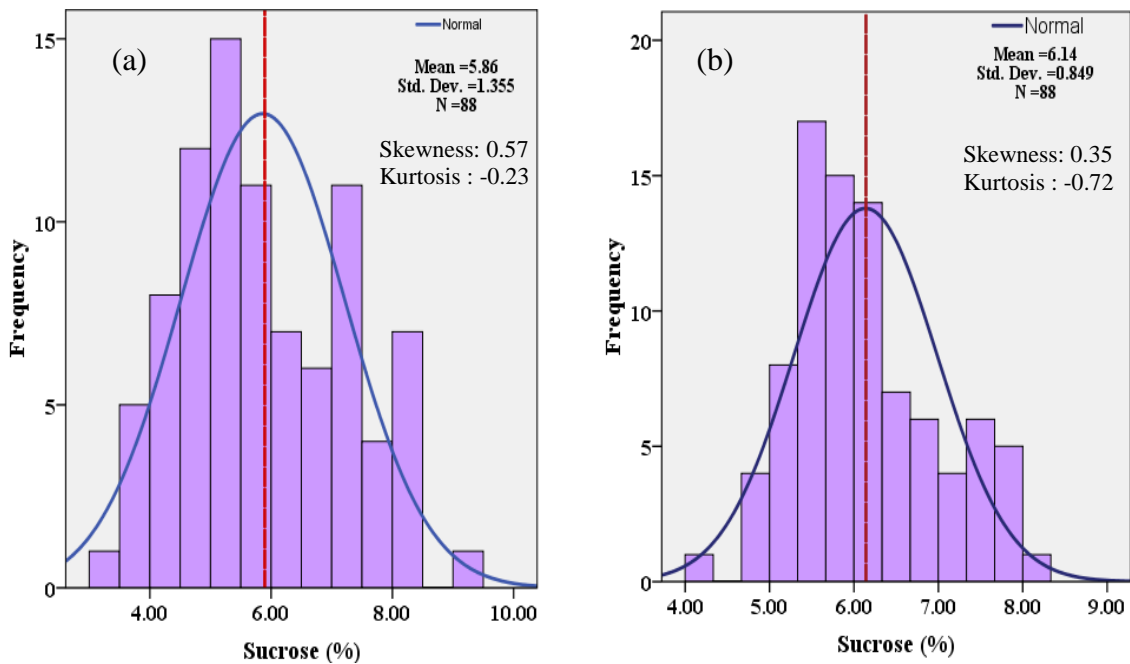 (a)
Normal
Mean =5.86
Std. Dev. =1.355
N =88
Skewness: 0.57
Kurtosis : -0.23
15
10
5
0
Frequency
4.00 6.00 8.00 10.00
Sucrose (%)
(b)
Normal
Mean =6.14
Std. Dev. =0.849
N =88
Skewness: 0.35
Kurtosis : -0.72
20
15
10
5
0
Frequency
4.00 5.00 6.00 7.00 8.00 9.00
Sucrose (%)